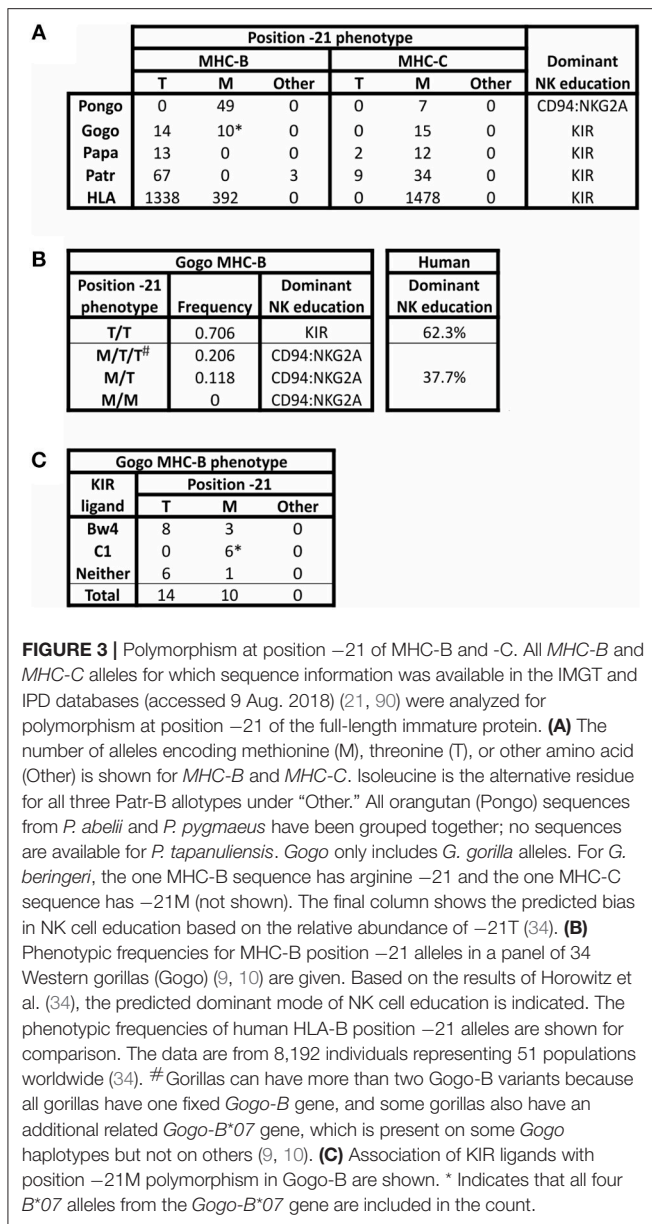 A
Position -21 phenotype
MHC-B MHC-C Dominant NK education
T M Other T M Other
Pongo 0 49 0 0 7 0 CD94:NKG2A
Gogo 14 10* 0 0 15 0 KIR
Papa 13 0 0 2 12 0 KIR
Patr 67 0 3 9 34 0 KIR
HLA 1338 392 0 0 1478 0 KIR
B
Gogo MHC-B Human
Position -21 phenotype Frequency Dominant NK education Dominant NK education
T/T 0.706 KIR 62.3%
M/T/T# 0.206 CD94:NKG2A
M/T 0.118 CD94:NKG2A 37.7%
M/M 0 CD94:NKG2A
C
Gogo MHC-B phenotype
KIR ligand Position -21
T M Other
Bw4 8 3 0
C1 0 6* 0
Neither 6 1 0
Total 14 10 0
FIGURE 3 | Polymorphism at position −21 of MHC-B and -C. All MHC-B and
MHC-C alleles for which sequence information was available in the IMGT and
IPD databases (accessed 9 Aug. 2018) (21, 90) were analyzed for
polymorphism at position −21 of the full-length immature protein. (A) The
number of alleles encoding methionine (M), threonine (T), or other amino acid
(Other) is shown for MHC-B and MHC-C. Isoleucine is the alternative residue
for all three Patr-B allotypes under “Other.” All orangutan (Pongo) sequences
from P. abelii and P. pygmaeus have been grouped together; no sequences
are available for P. tapanuliensis. Gogo only includes G. gorilla alleles. For G.
beringeri, the one MHC-B sequence has arginine −21 and the one MHC-C
sequence has −21M (not shown). The final column shows the predicted bias
in NK cell education based on the relative abundance of −21T (34). (B)
Phenotypic frequencies for MHC-B position −21 alleles in a panel of 34
Western gorillas (Gogo) (9, 10) are given. Based on the results of Horowitz et
al. (34), the predicted dominant mode of NK cell education is indicated. The
phenotypic frequencies of human HLA-B position −21 alleles are shown for
comparison. The data are from 8,192 individuals representing 51 populations
worldwide (34). #Gorillas can have more than two Gogo-B variants because
all gorillas have one fixed Gogo-B gene, and some gorillas also have an
additional related Gogo-B*07 gene, which is present on some Gogo
haplotypes but not on others (9, 10). (C) Association of KIR ligands with
position −21M polymorphism in Gogo-B are shown. * Indicates that all four
B*07 alleles from the Gogo-B*07 gene are included in the count.